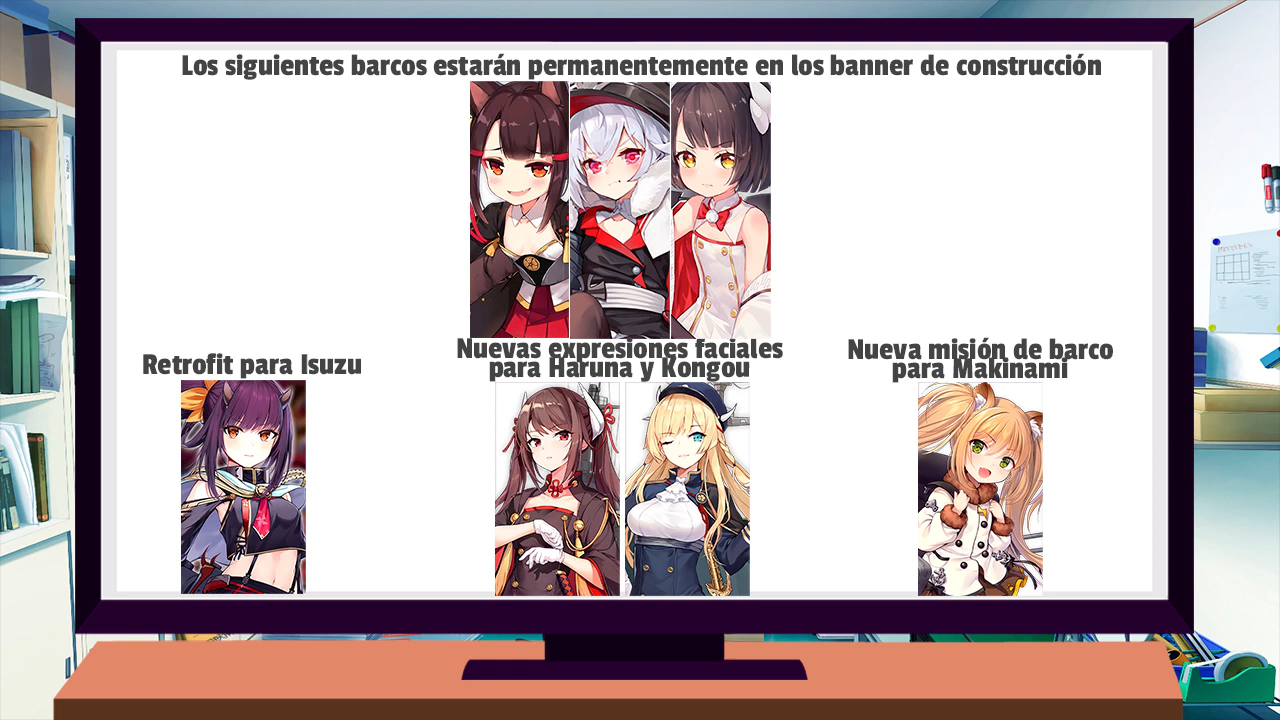 Los siguientes barcos estarán permanentemente en los banner de construcción
Retrofit para Isuzu
Nuevas expresiones faciales
para Haruna y Kongou
Nueva misión de barco
para Makinami